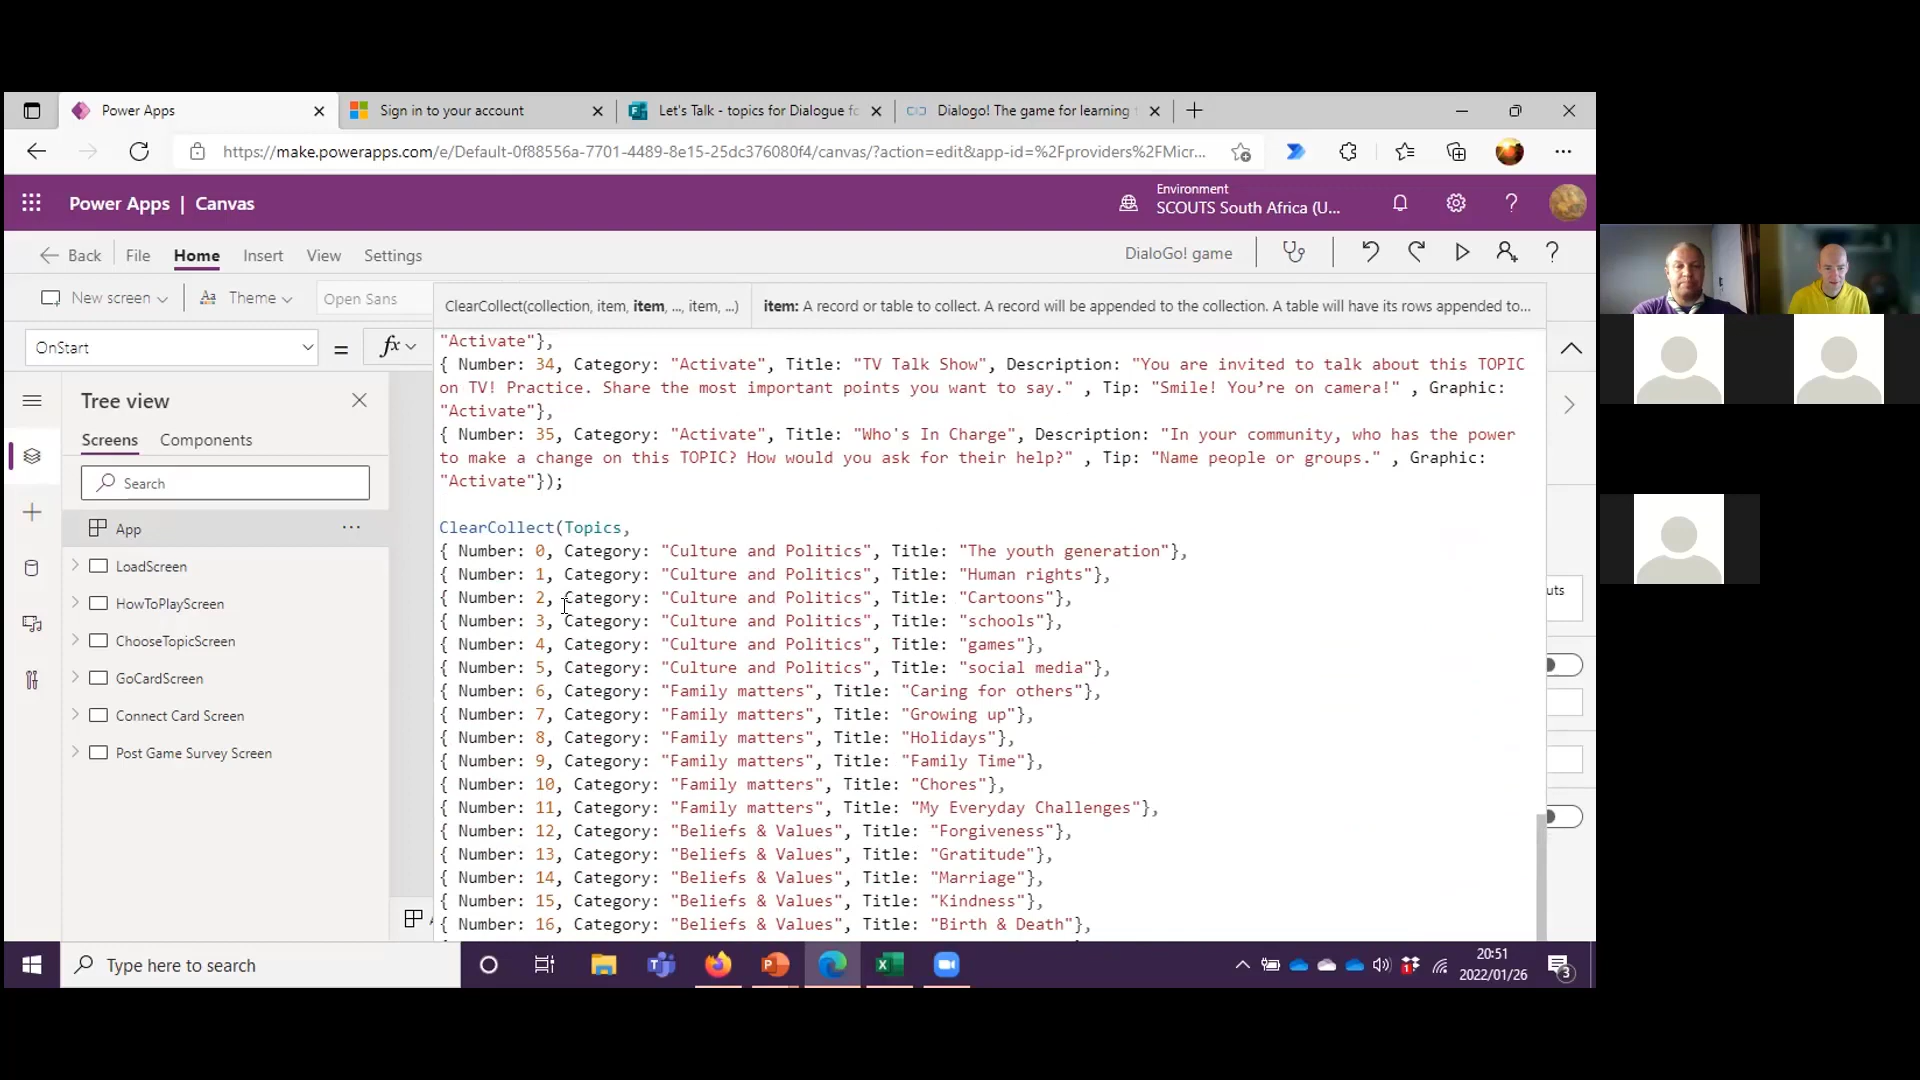 Power Apps
Sign in to your account
Let's Talk - topics for Dialogue fc
Dialogo! The game for learning
https://make.powerapps.com/e/Default-0f88556a-7701-4489-8e15-25dc376080f4/canvas/?action=edit&app-id=%2Fproviders%2FMicr...
Power Apps | Canvas
Environment
SCOUTS South Africa (U...
Back File Home Insert View Settings
DialoGo! game
New screen Theme Open Sans
ClearCollect(collection, item, item, ..., item, ...)
item: A record or table to collect. A record will be appended to the collection. A table will have its rows appended to...
OnStart = fx
"Activate"},
{ Number: 34, Category: "Activate", Title: "TV Talk Show", Description: "You are invited to talk about this TOPIC
on TV! Practice. Share the most important points you want to say." , Tip: "Smile! You’re on camera!" , Graphic:
"Activate"},
{ Number: 35, Category: "Activate", Title: "Who's In Charge", Description: "In your community, who has the power
to make a change on this TOPIC? How would you ask for their help?" , Tip: "Name people or groups." , Graphic:
"Activate"});
ClearCollect(Topics,
{ Number: 0, Category: "Culture and Politics", Title: "The youth generation"},
{ Number: 1, Category: "Culture and Politics", Title: "Human rights"},
{ Number: 2, Category: "Culture and Politics", Title: "Cartoons"},
{ Number: 3, Category: "Culture and Politics", Title: "schools"},
{ Number: 4, Category: "Culture and Politics", Title: "games"},
{ Number: 5, Category: "Culture and Politics", Title: "social media"},
{ Number: 6, Category: "Family matters", Title: "Caring for others"},
{ Number: 7, Category: "Family matters", Title: "Growing up"},
{ Number: 8, Category: "Family matters", Title: "Holidays"},
{ Number: 9, Category: "Family matters", Title: "Family Time"},
{ Number: 10, Category: "Family matters", Title: "Chores"},
{ Number: 11, Category: "Family matters", Title: "My Everyday Challenges"},
{ Number: 12, Category: "Beliefs & Values", Title: "Forgiveness"},
{ Number: 13, Category: "Beliefs & Values", Title: "Gratitude"},
{ Number: 14, Category: "Beliefs & Values", Title: "Marriage"},
{ Number: 15, Category: "Beliefs & Values", Title: "Kindness"},
{ Number: 16, Category: "Beliefs & Values", Title: "Birth & Death"},
Tree view
Screens Components
Search
App
LoadScreen
HowToPlayScreen
ChooseTopicScreen
GoCardScreen
Connect Card Screen
Post Game Survey Screen
uts
Type here to search
20:51
2022/01/26
3